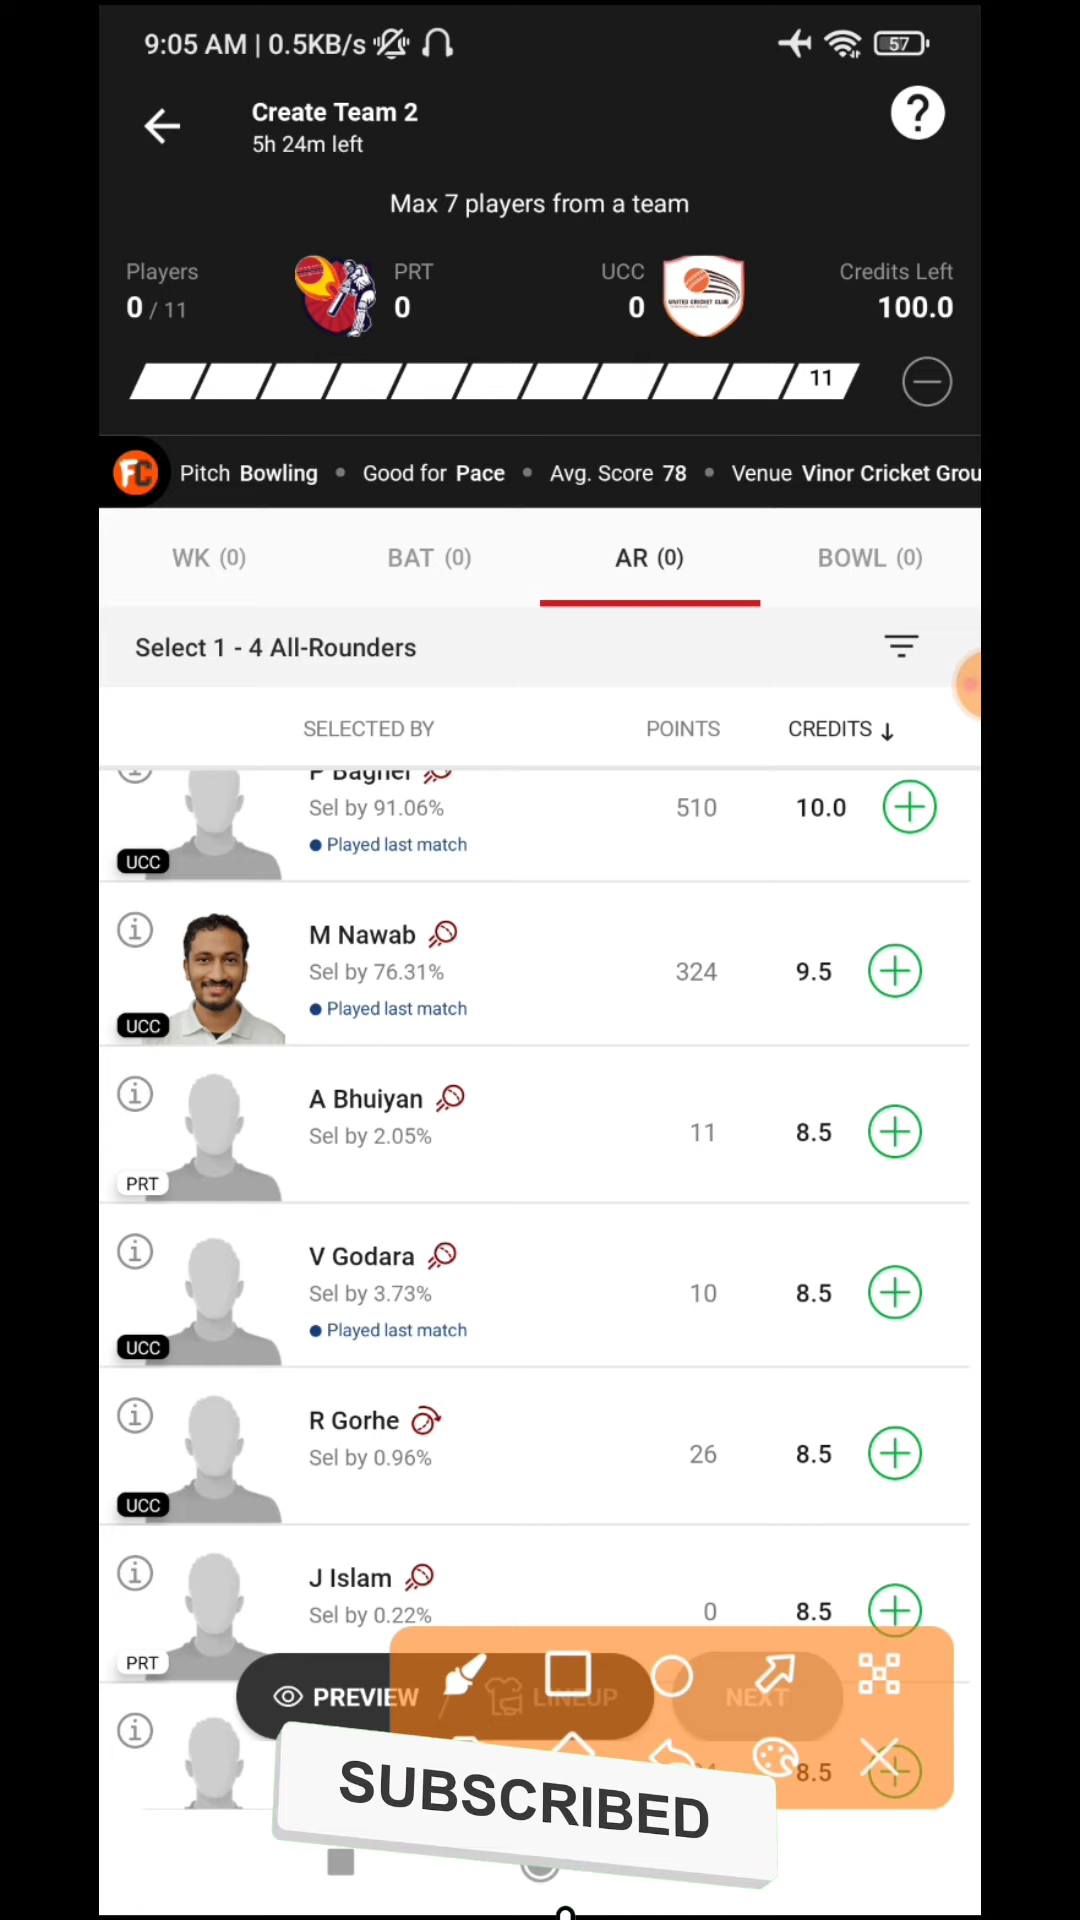 9:05 AM | 0.5KB/s
57
Create Team 2
5h 24m left
?
Max 7 players from a team
Players
0 / 11
PRT
0
UCC
0
UNITED CRICKET CLUB
Credits Left
100.0
11
FC Pitch Bowling • Good for Pace • Avg. Score 78 • Venue Vinor Cricket Grou
WK (0) BAT (0) AR (0) BOWL (0)
Select 1 - 4 All-Rounders
SELECTED BY POINTS CREDITS ↓
P Bagher
Sel by 91.06% 510 10.0
Played last match
UCC
M Nawab
Sel by 76.31% 324 9.5
Played last match
UCC
A Bhuiyan
Sel by 2.05% 11 8.5
PRT
V Godara
Sel by 3.73% 10 8.5
Played last match
UCC
R Gorhe
Sel by 0.96% 26 8.5
UCC
J Islam
Sel by 0.22% 0 8.5
PRT
PREVIEW LINEUP NEXT
8.5
SUBSCRIBED